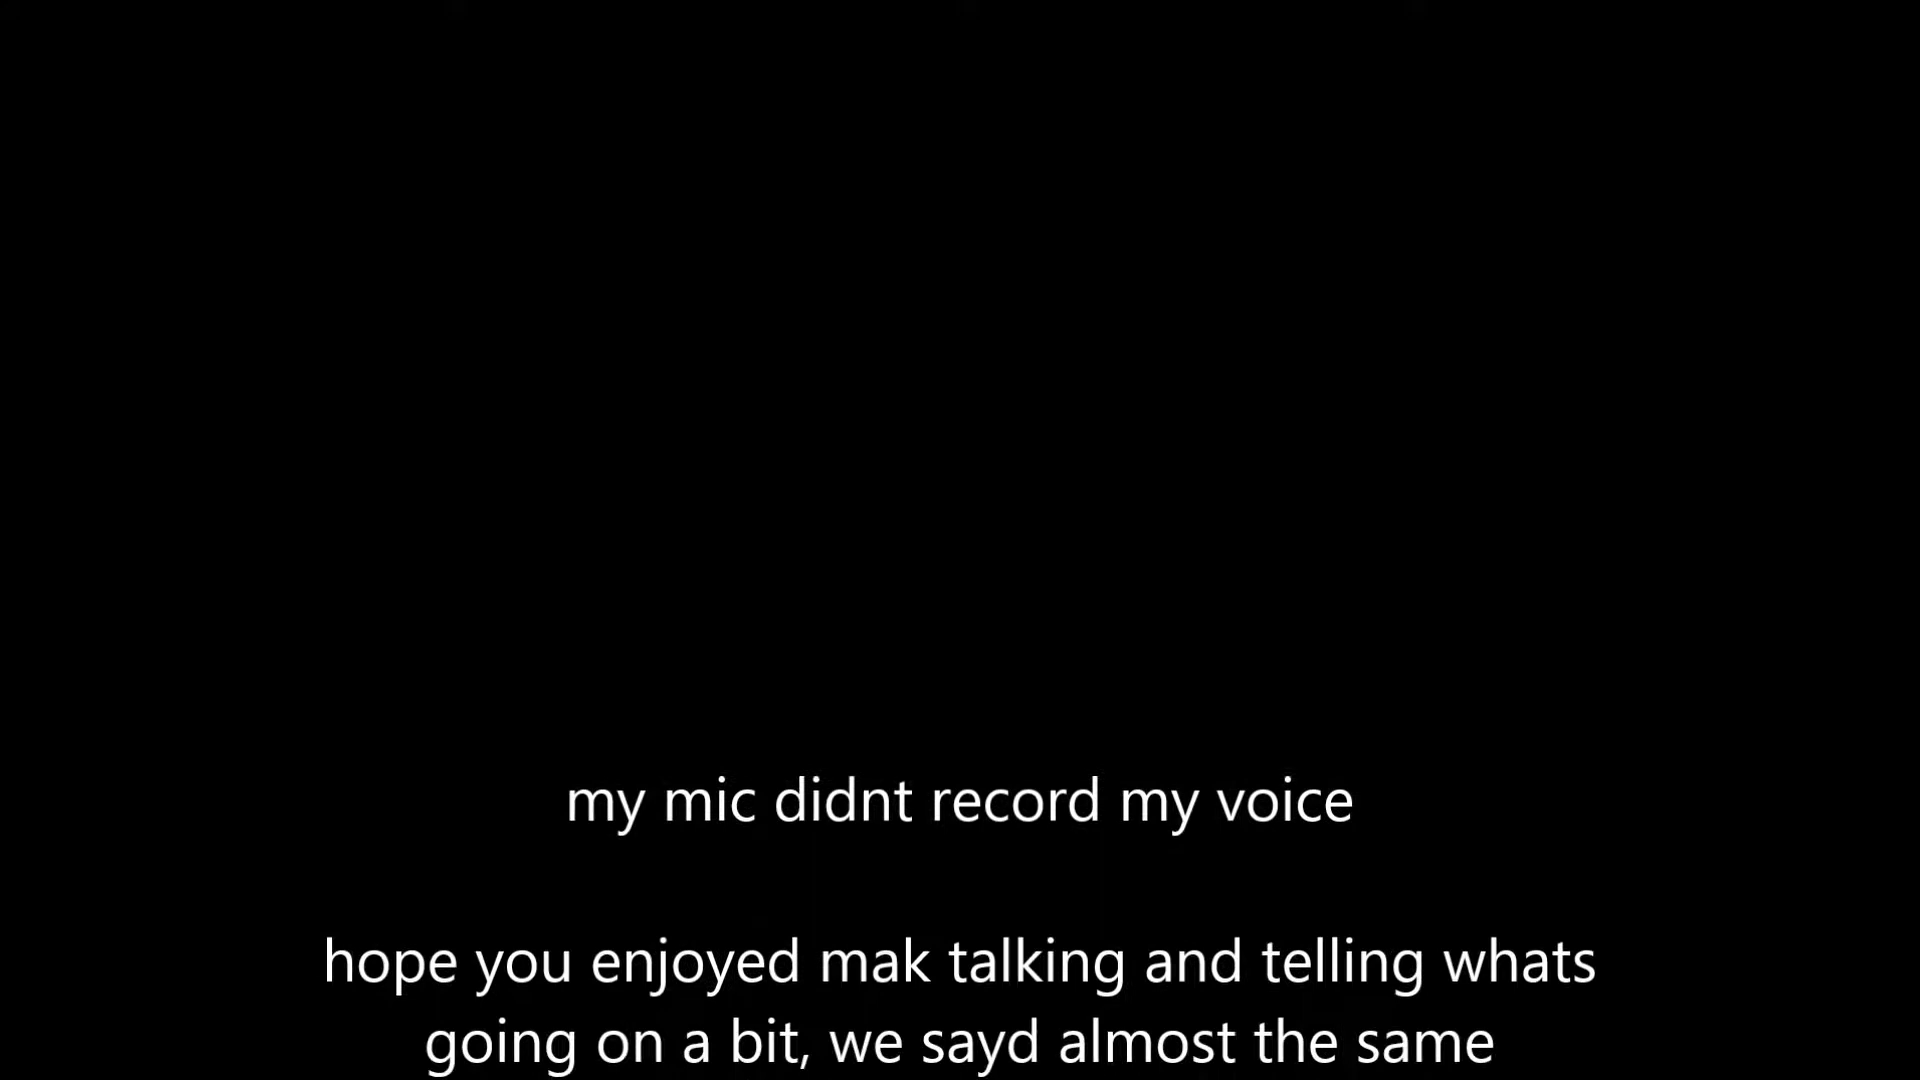 my mic didnt record my voice
hope you enjoyed mak talking and telling whats
going on a bit, we sayd almost the same